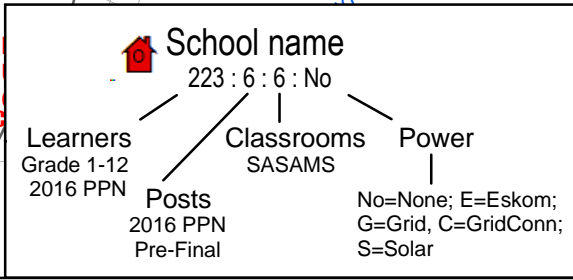 School name
223 : 6 : 6 : No
Learners
Grade 1-12
2016 PPN
Posts
2016 PPN
Pre-Final
Classrooms
SASAMS
Power
No=None; E=Eskom;
G=Grid, C=GridConn;
S=Solar